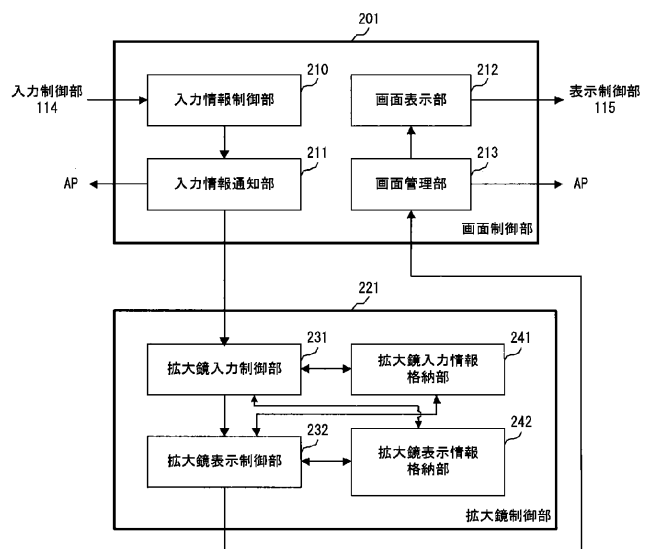 201
入力制御部
114
210
入力情報制御部
212
画面表示部
表示制御部
115
211
入力情報通知部
213
画面管理部
AP
AP
画面制御部
221
231
拡大鏡入力制御部
241
拡大鏡入力情報
格納部
232
拡大鏡表示制御部
242
拡大鏡表示情報
格納部
拡大鏡制御部